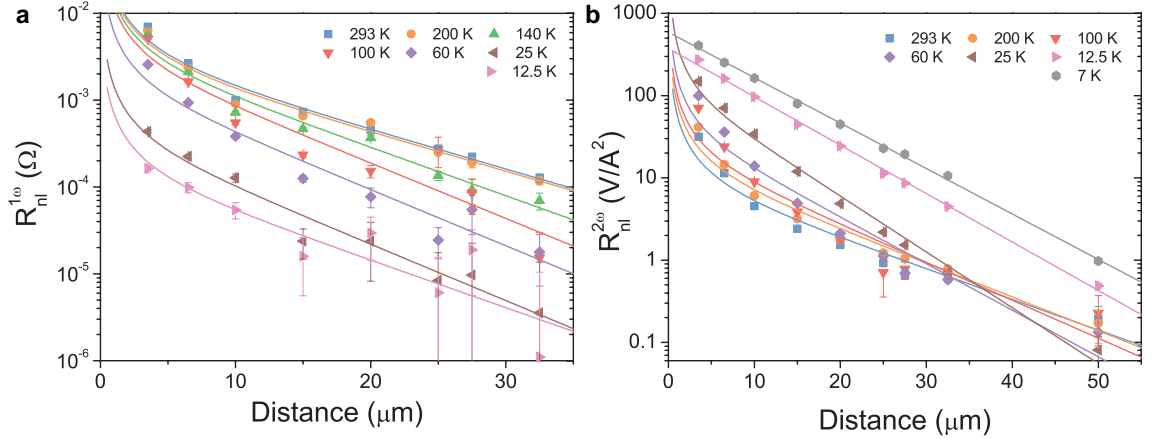 a
R_nl^1ω (Ω)
10^-2
10^-3
10^-4
10^-5
10^-6
293 K 200 K 140 K
100 K 60 K 25 K
12.5 K
0 10 20 30
Distance (μm)
b
R_nl^2ω (V/A^2)
1000
100
10
1
0.1
293 K 200 K 100 K
60 K 25 K 12.5 K
7 K
0 10 20 30 40 50
Distance (μm)